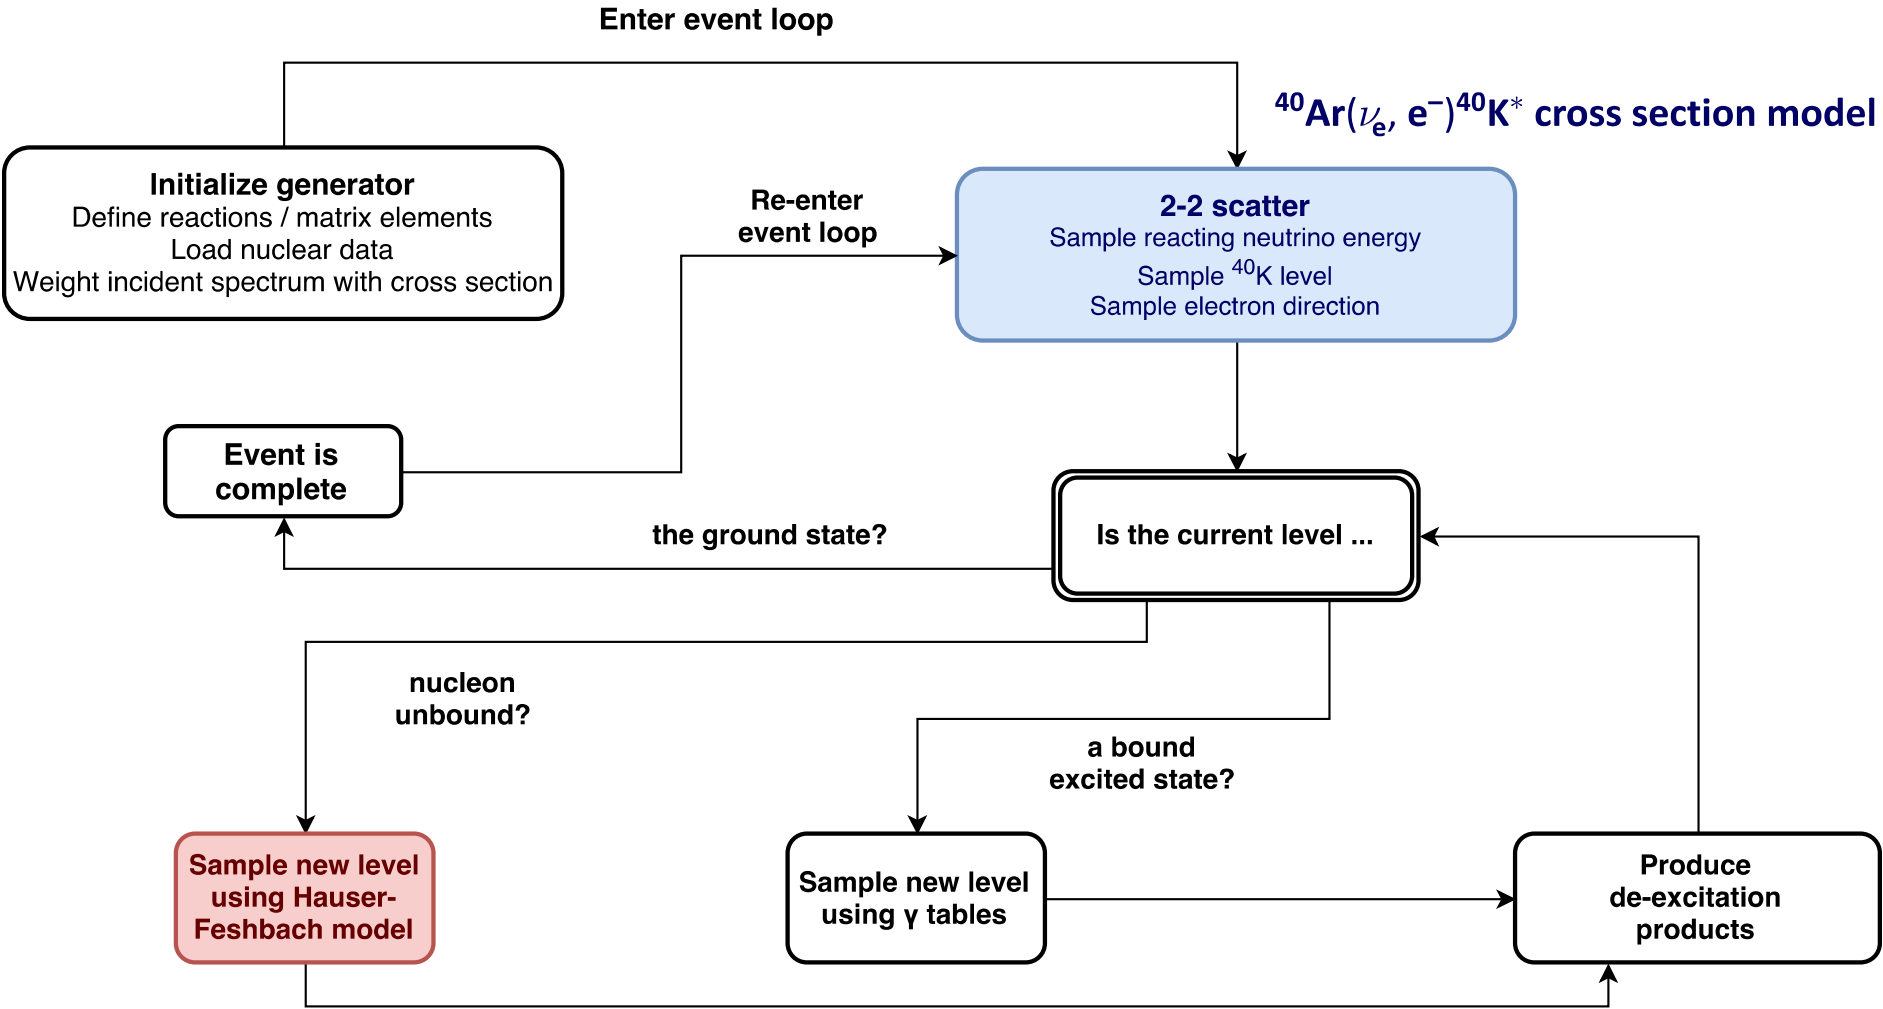 Enter event loop
⁴⁰Ar(νₑ, e⁻)⁴⁰K* cross section model
Initialize generator
Define reactions / matrix elements
Load nuclear data
Weight incident spectrum with cross section
Re-enter
event loop
2-2 scatter
Sample reacting neutrino energy
Sample ⁴⁰K level
Sample electron direction
Event is
complete
the ground state?
Is the current level ...
nucleon
unbound?
a bound
excited state?
Sample new level
using Hauser-
Feshbach model
Sample new level
using γ tables
Produce
de-excitation
products